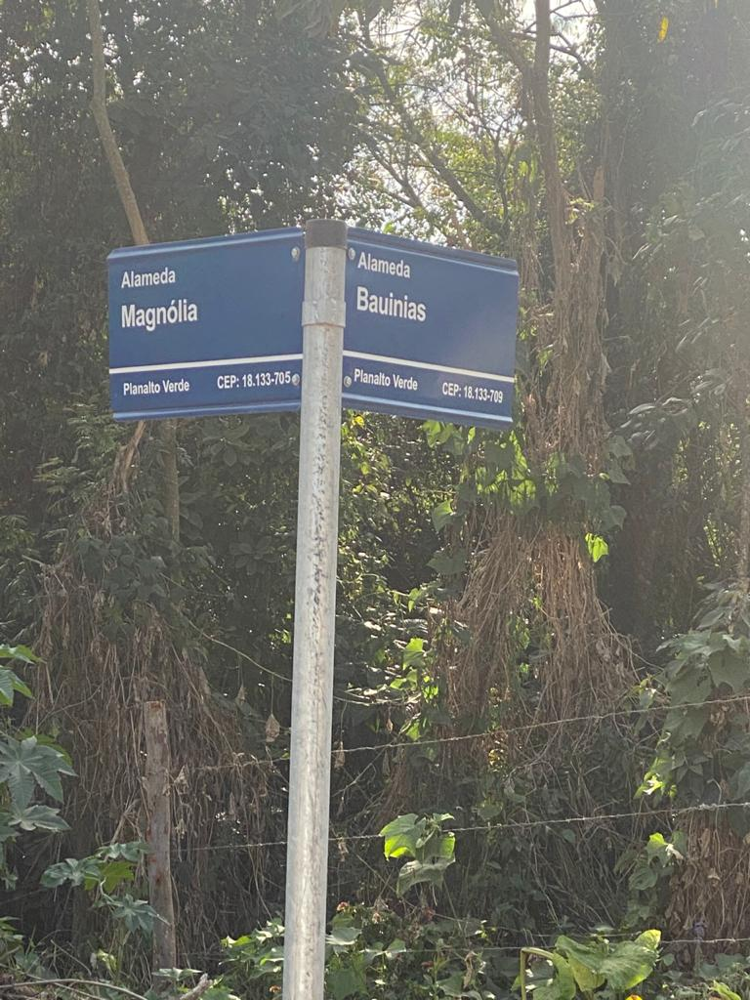 Alameda
Magnólia
Planalto Verde CEP: 18.133-705
Alameda
Bauinias
Planalto Verde CEP: 18.133-709